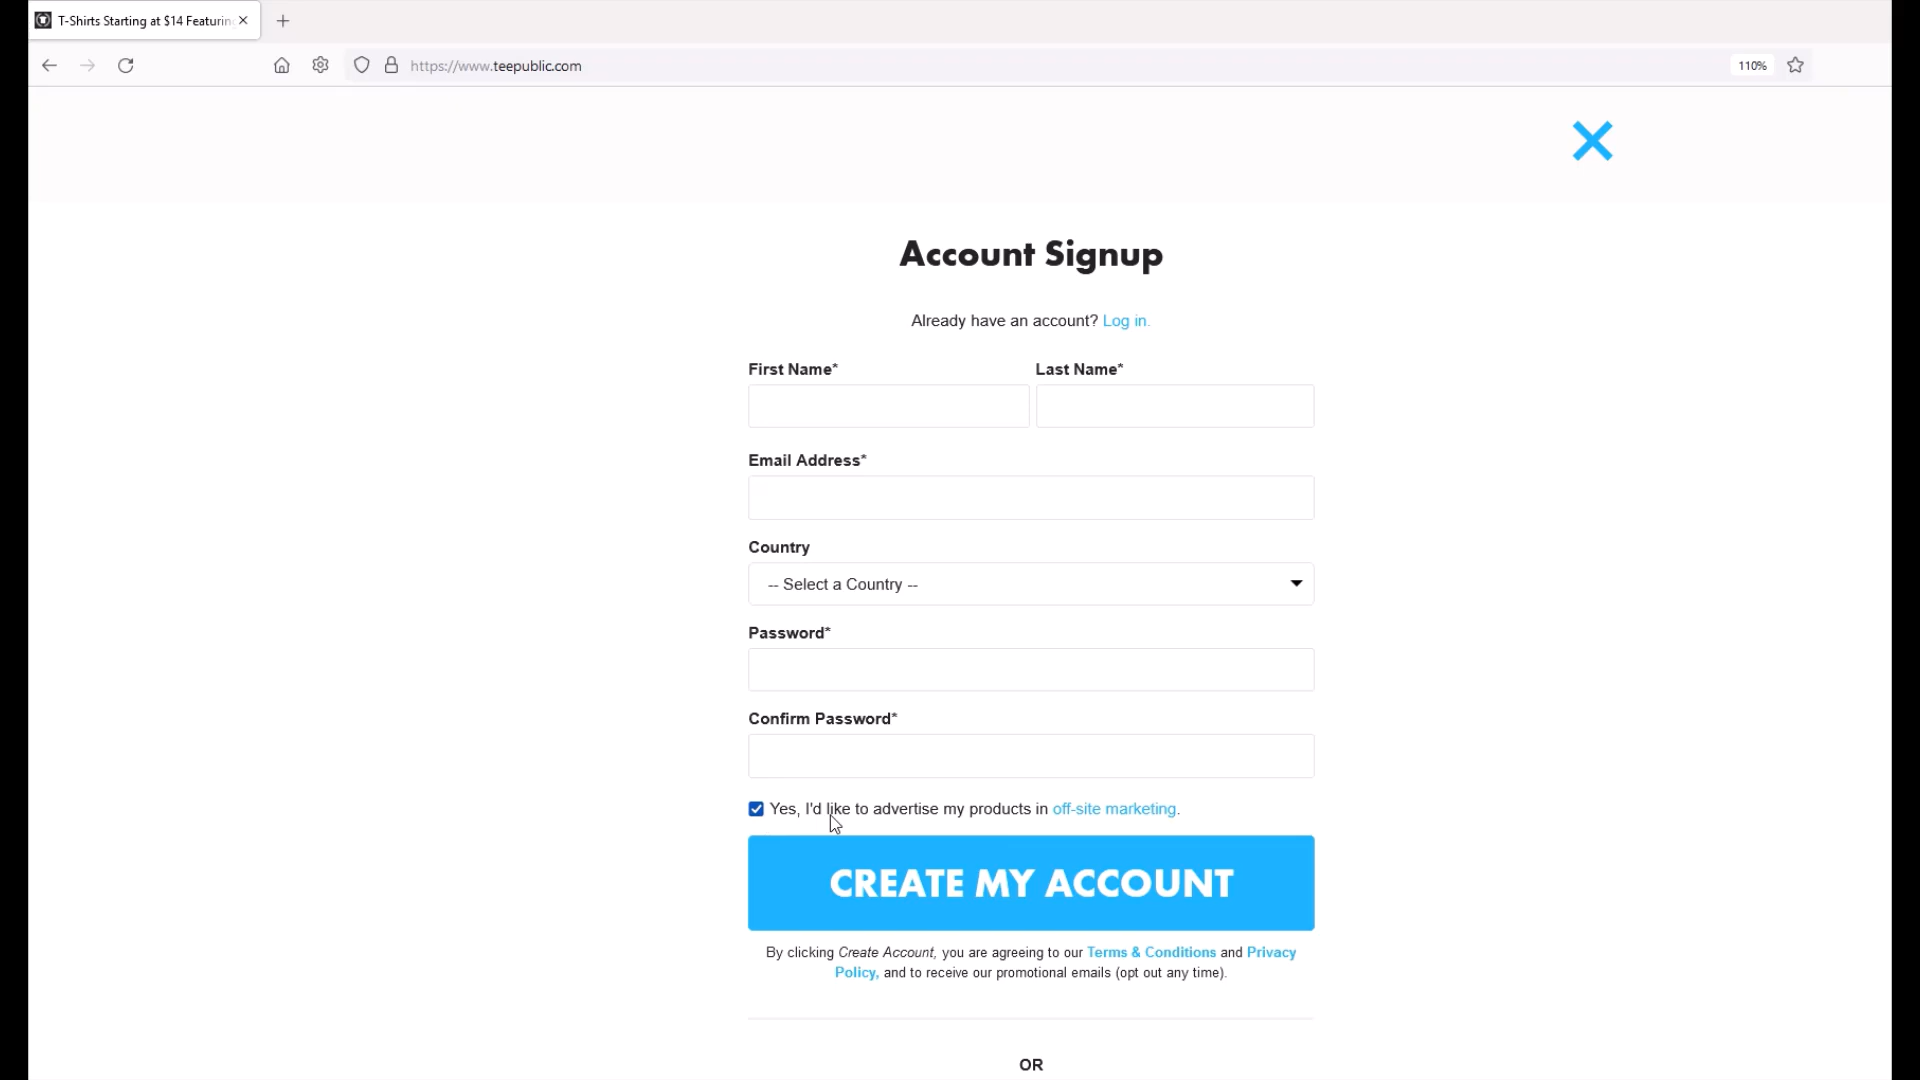 T-Shirts Starting at $14 Featurin
https://www.teepublic.com
110%
Account Signup
Already have an account? Log in.
First Name* Last Name*
Email Address*
Country
-- Select a Country --
Password*
Confirm Password*
Yes, I'd like to advertise my products in off-site marketing.
CREATE MY ACCOUNT
By clicking Create Account, you are agreeing to our Terms & Conditions and Privacy
Policy, and to receive our promotional emails (opt out any time).
OR